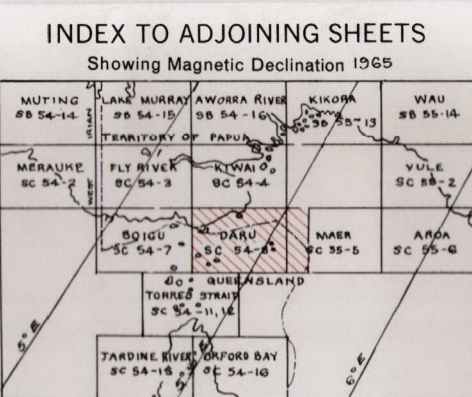 INDEX TO ADJOINING SHEETS
Showing Magnetic Declination 1965
MUTING
SB 54-14
LAKE MURRAY
SB 54-15
AWORRA RIVER
SB 54-16
KIKORA
SB 55-13
WAU
SB 55-14
WEST IRIAN
TERRITORY OF PAPUA
MERAUKE
SC 54-2
FLY RIVER
SC 54-3
KIWAI
SC 54-4
YULE
SC 55-2
BOIGU
SC 54-7
DARU
SC 54-8
MAER
SC 55-5
AROA
SC 55-6
QUEENSLAND
TORRES STRAIT
SC 54-11, 12
5° E
JARDINE RIVER
SC 54-15
ORFORD BAY
SC 54-16
6° E